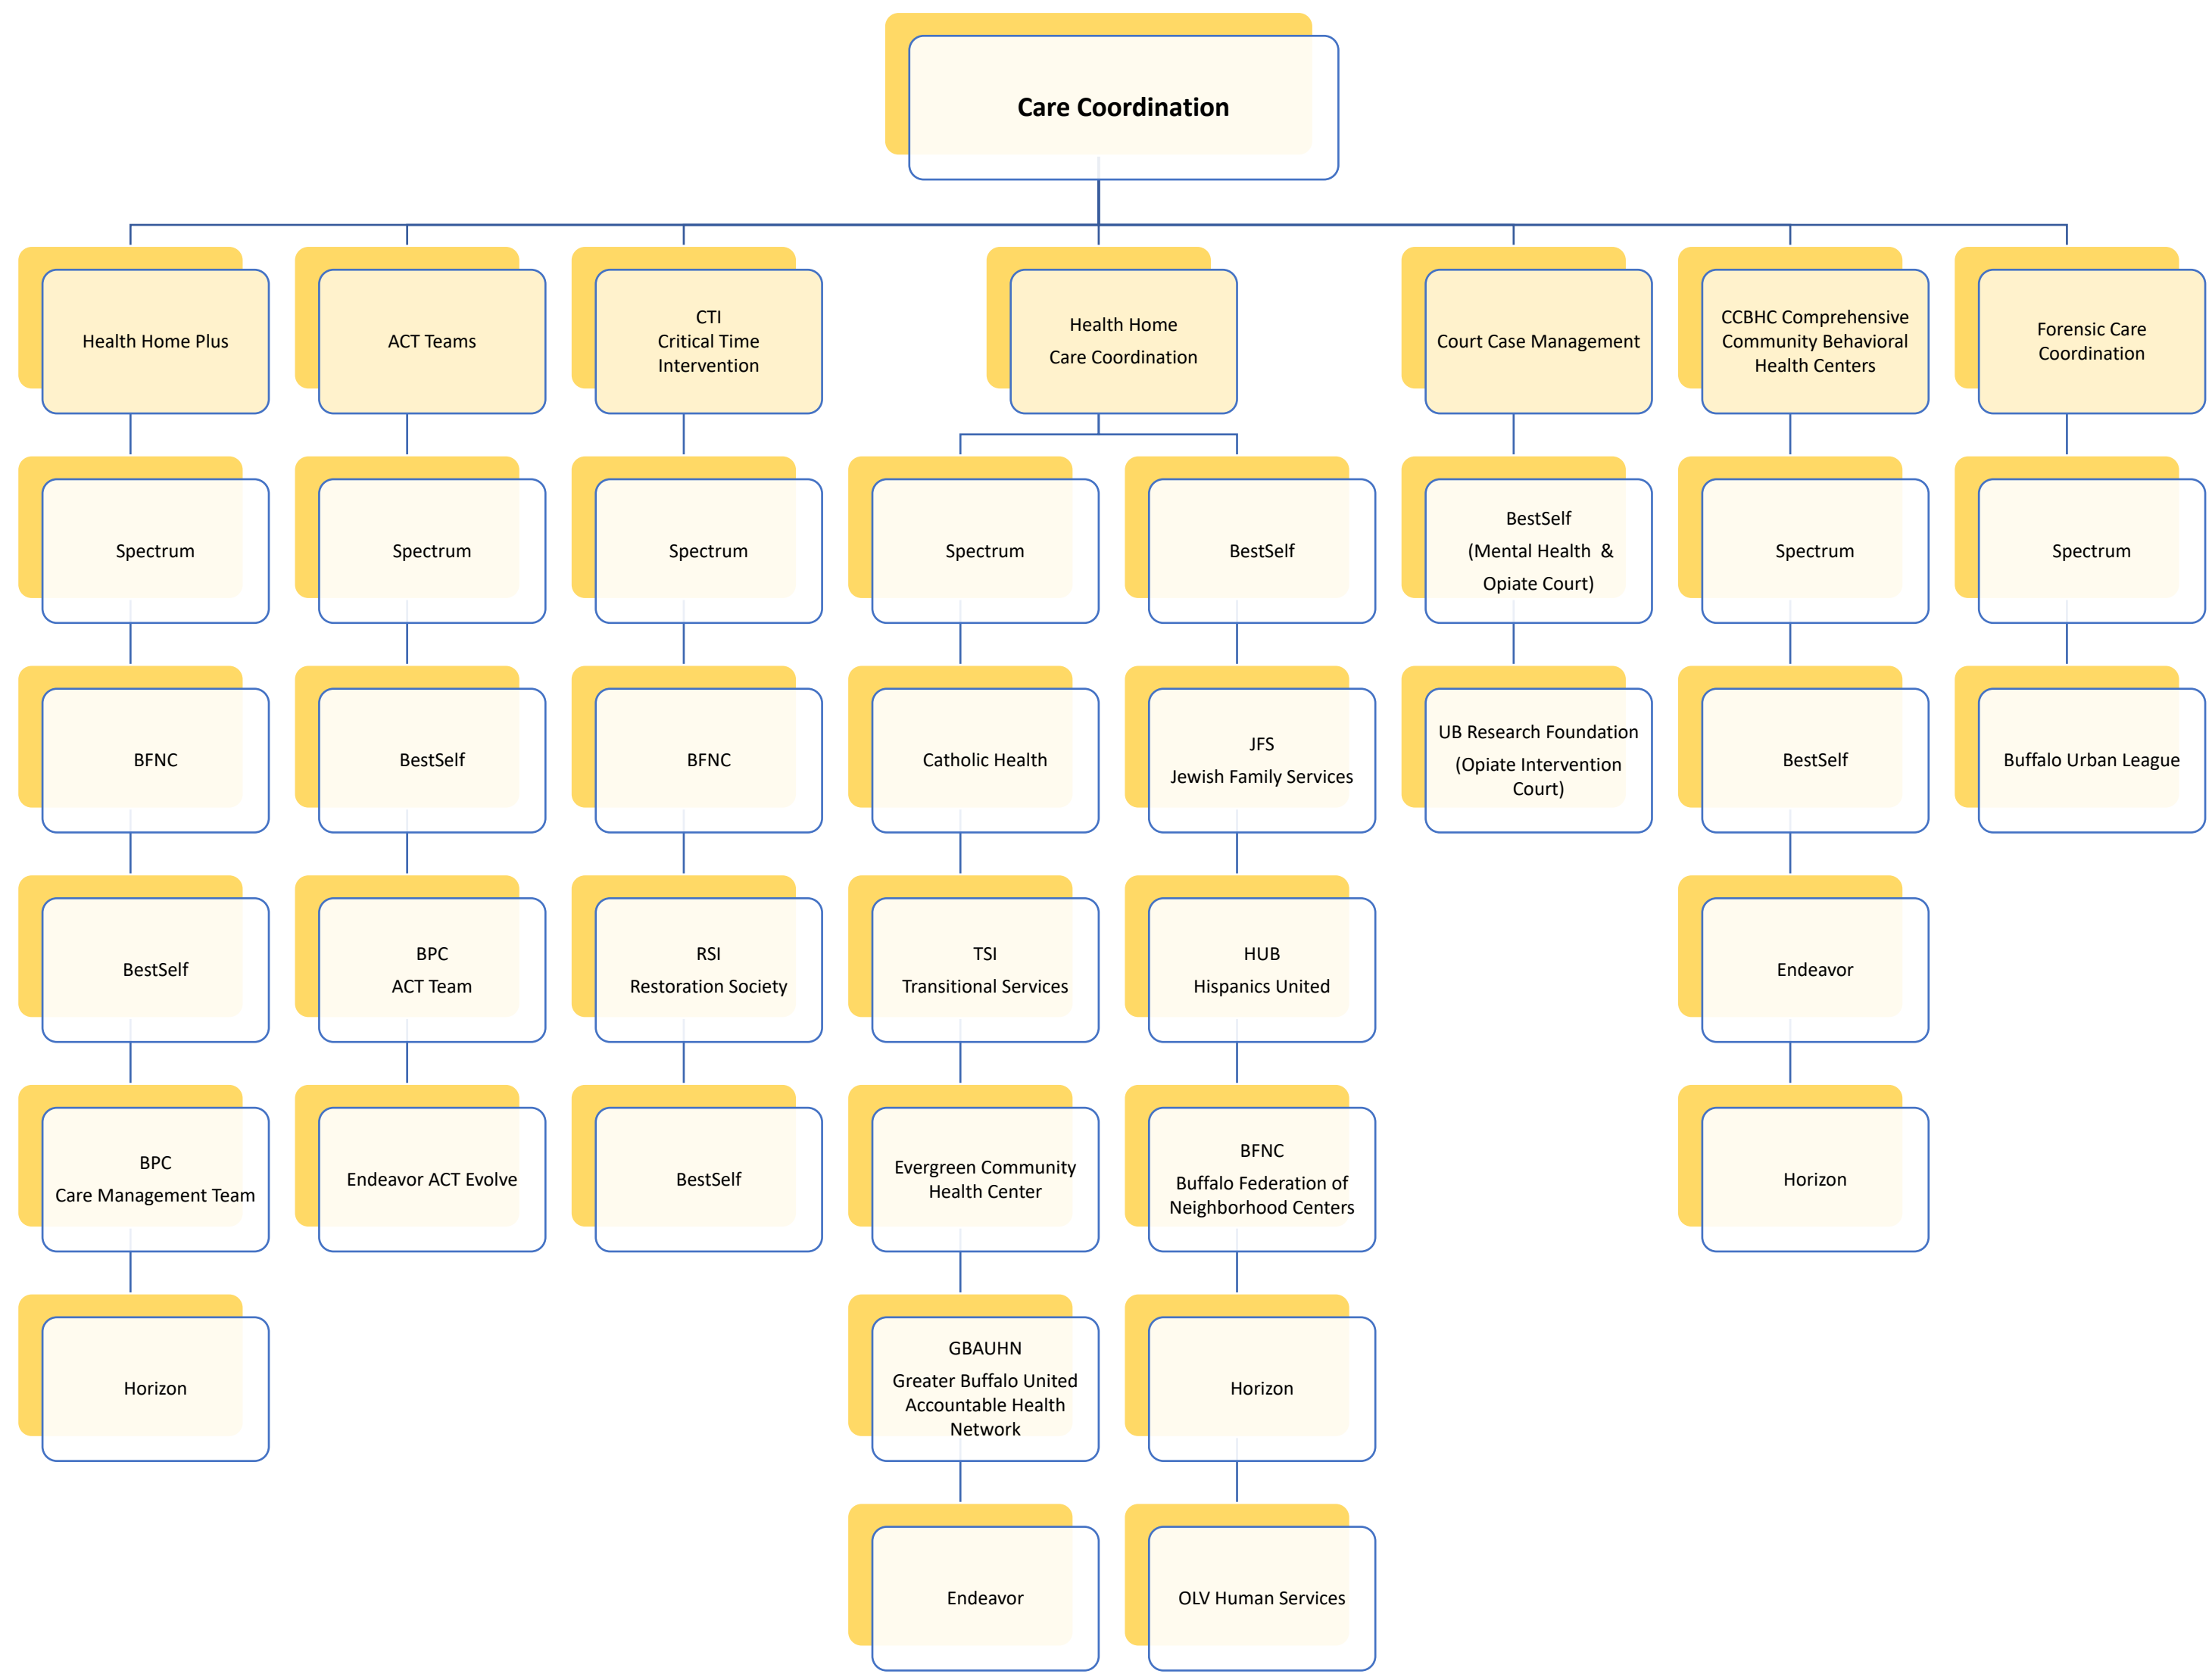 Care Coordination
Health Home Plus
ACT Teams
CTI
Critical Time
Intervention
Health Home
Care Coordination
Court Case Management
CCBHC Comprehensive
Community Behavioral
Health Centers
Forensic Care
Coordination
Spectrum
Spectrum
Spectrum
Spectrum
BestSelf
BestSelf
(Mental Health &
Opiate Court)
Spectrum
Spectrum
BFNC
BestSelf
BFNC
Catholic Health
JFS
Jewish Family Services
UB Research Foundation
(Opiate Intervention
Court)
BestSelf
Buffalo Urban League
BestSelf
BPC
ACT Team
RSI
Restoration Society
TSI
Transitional Services
HUB
Hispanics United
Endeavor
BPC
Care Management Team
Endeavor ACT Evolve
BestSelf
Evergreen Community
Health Center
BFNC
Buffalo Federation of
Neighborhood Centers
Horizon
Horizon
GBAUHN
Greater Buffalo United
Accountable Health
Network
Horizon
Endeavor
OLV Human Services